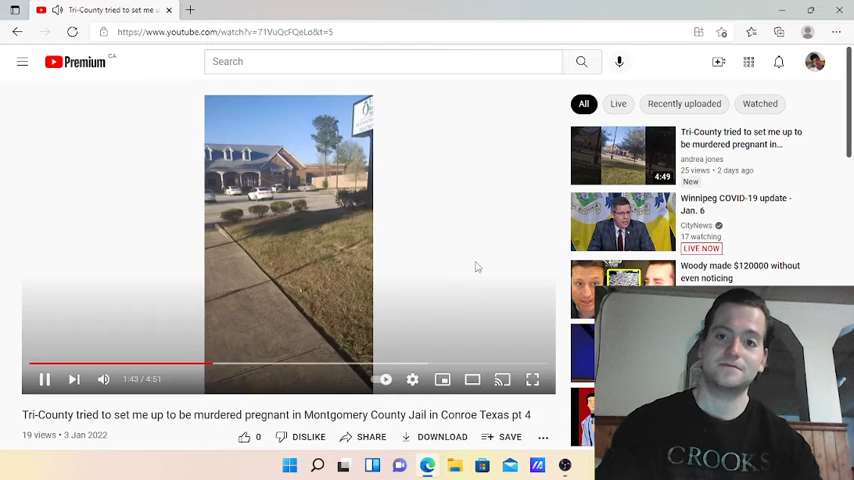 Tri-County tried to set me u
https://www.youtube.com/watch?v=71VuQcFQeLo&t=5
Premium CA
Search
All
Live
Recently uploaded
Watched
Tri-County tried to set me up to
be murdered pregnant in...
andrea jones
25 views • 2 days ago
New
4:49
Winnipeg COVID-19 update -
Jan. 6
CityNews
17 watching
LIVE NOW
Woody made $120000 without
even noticing
1:43 / 4:51
Tri-County tried to set me up to be murdered pregnant in Montgomery County Jail in Conroe Texas pt 4
19 views • 3 Jan 2022
0
DISLIKE
SHARE
DOWNLOAD
SAVE
CROOKS